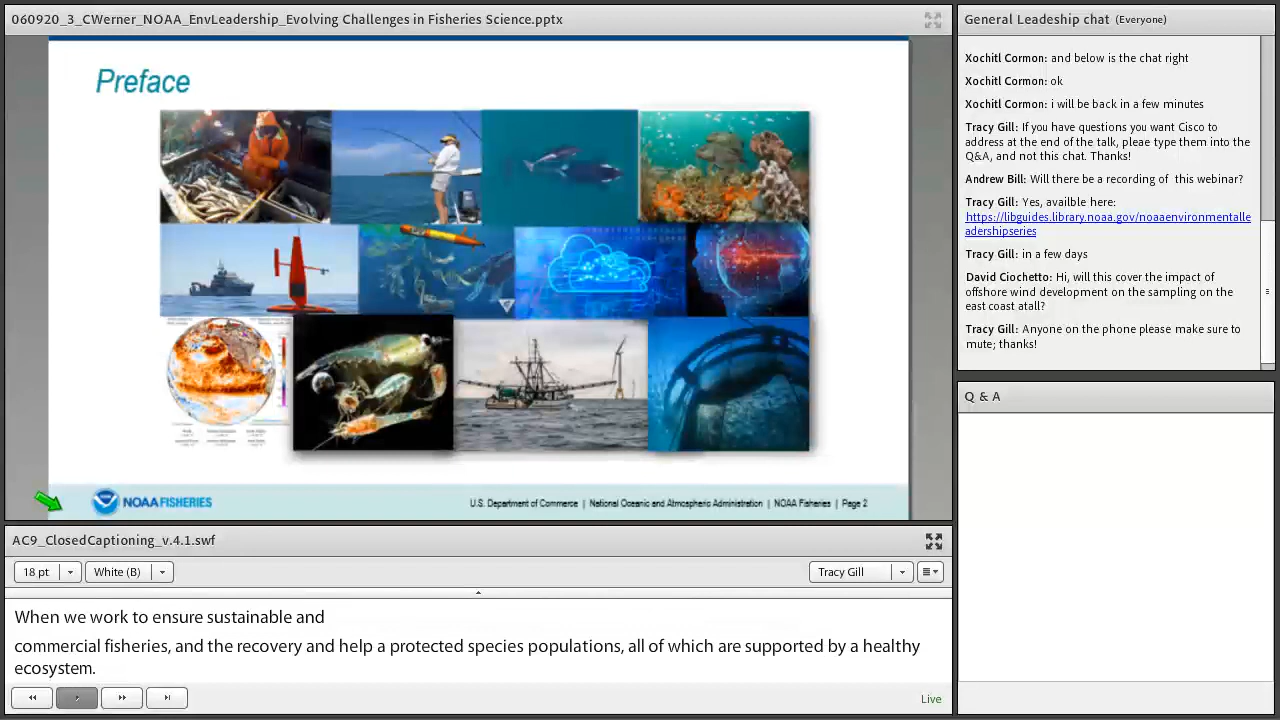 060920_3_CWerner_NOAA_EnvLeadership_Evolving Challenges in Fisheries Science.pptx
Preface
NOAA FISHERIES
U.S. Department of Commerce | National Oceanic and Atmospheric Administration | NOAA Fisheries | Page 2
AC9_ClosedCaptioning_v.4.1.swf
18 pt
White (B)
Tracy Gill
When we work to ensure sustainable and
commercial fisheries, and the recovery and help a protected species populations, all of which are supported by a healthy
ecosystem.
Live
General Leadeship chat (Everyone)
Xochitl Cormon: and below is the chat right
Xochitl Cormon: ok
Xochitl Cormon: i will be back in a few minutes
Tracy Gill: If you have questions you want Cisco to
address at the end of the talk, pleae type them into the
Q&A, and not this chat. Thanks!
Andrew Bill: Will there be a recording of this webinar?
Tracy Gill: Yes, availble here:
https://libguides.library.noaa.gov/noaaenvironmentalle
adershipseries
Tracy Gill: in a few days
David Ciochetto: Hi, will this cover the impact of
offshore wind development on the sampling on the
east coast atall?
Tracy Gill: Anyone on the phone please make sure to
mute; thanks!
Q & A